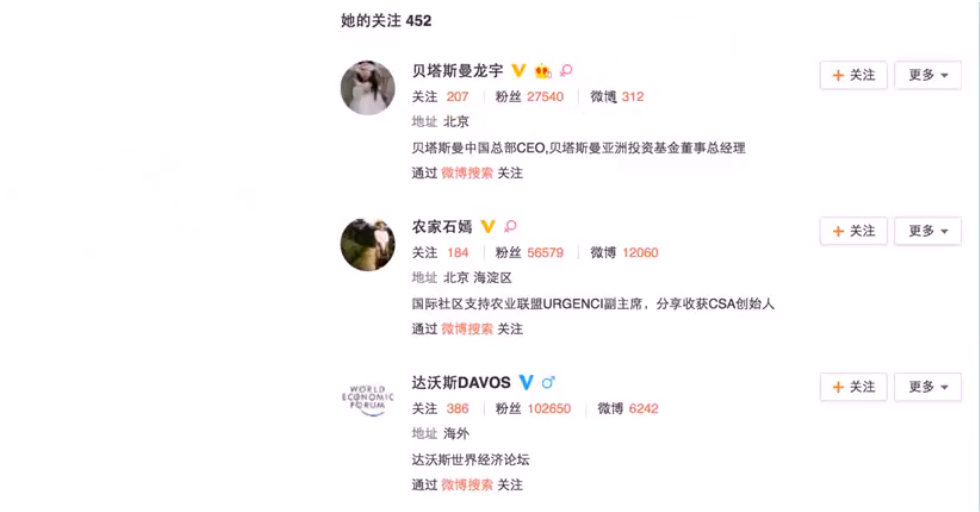 她的关注 452
贝塔斯曼龙宇
+ 关注 更多
关注 207 粉丝 27540 微博 312
地址 北京
贝塔斯曼中国总部CEO,贝塔斯曼亚洲投资基金董事总经理
通过 微博搜索 关注
农家石嫣
+ 关注 更多
关注 184 粉丝 56579 微博 12060
地址 北京 海淀区
国际社区支持农业联盟URGENCI副主席，分享收获CSA创始人
通过 微博搜索 关注
达沃斯DAVOS
+ 关注 更多
WORLD
ECONOMIC
FORUM
关注 386 粉丝 102650 微博 6242
地址 海外
达沃斯世界经济论坛
通过 微博搜索 关注